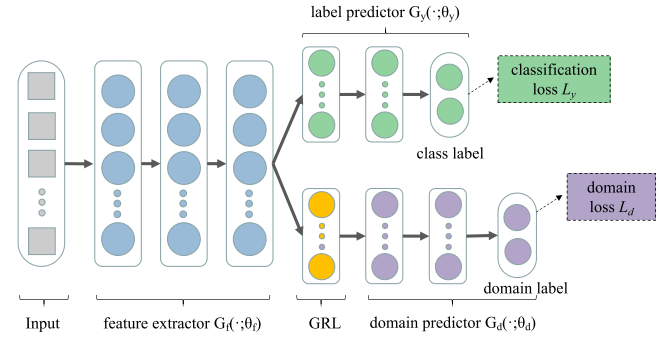 label predictor Gy(·;θy)
classification
loss Ly
class label
domain
loss Ld
domain label
Input
feature extractor Gf(·;θf)
GRL
domain predictor Gd(·;θd)